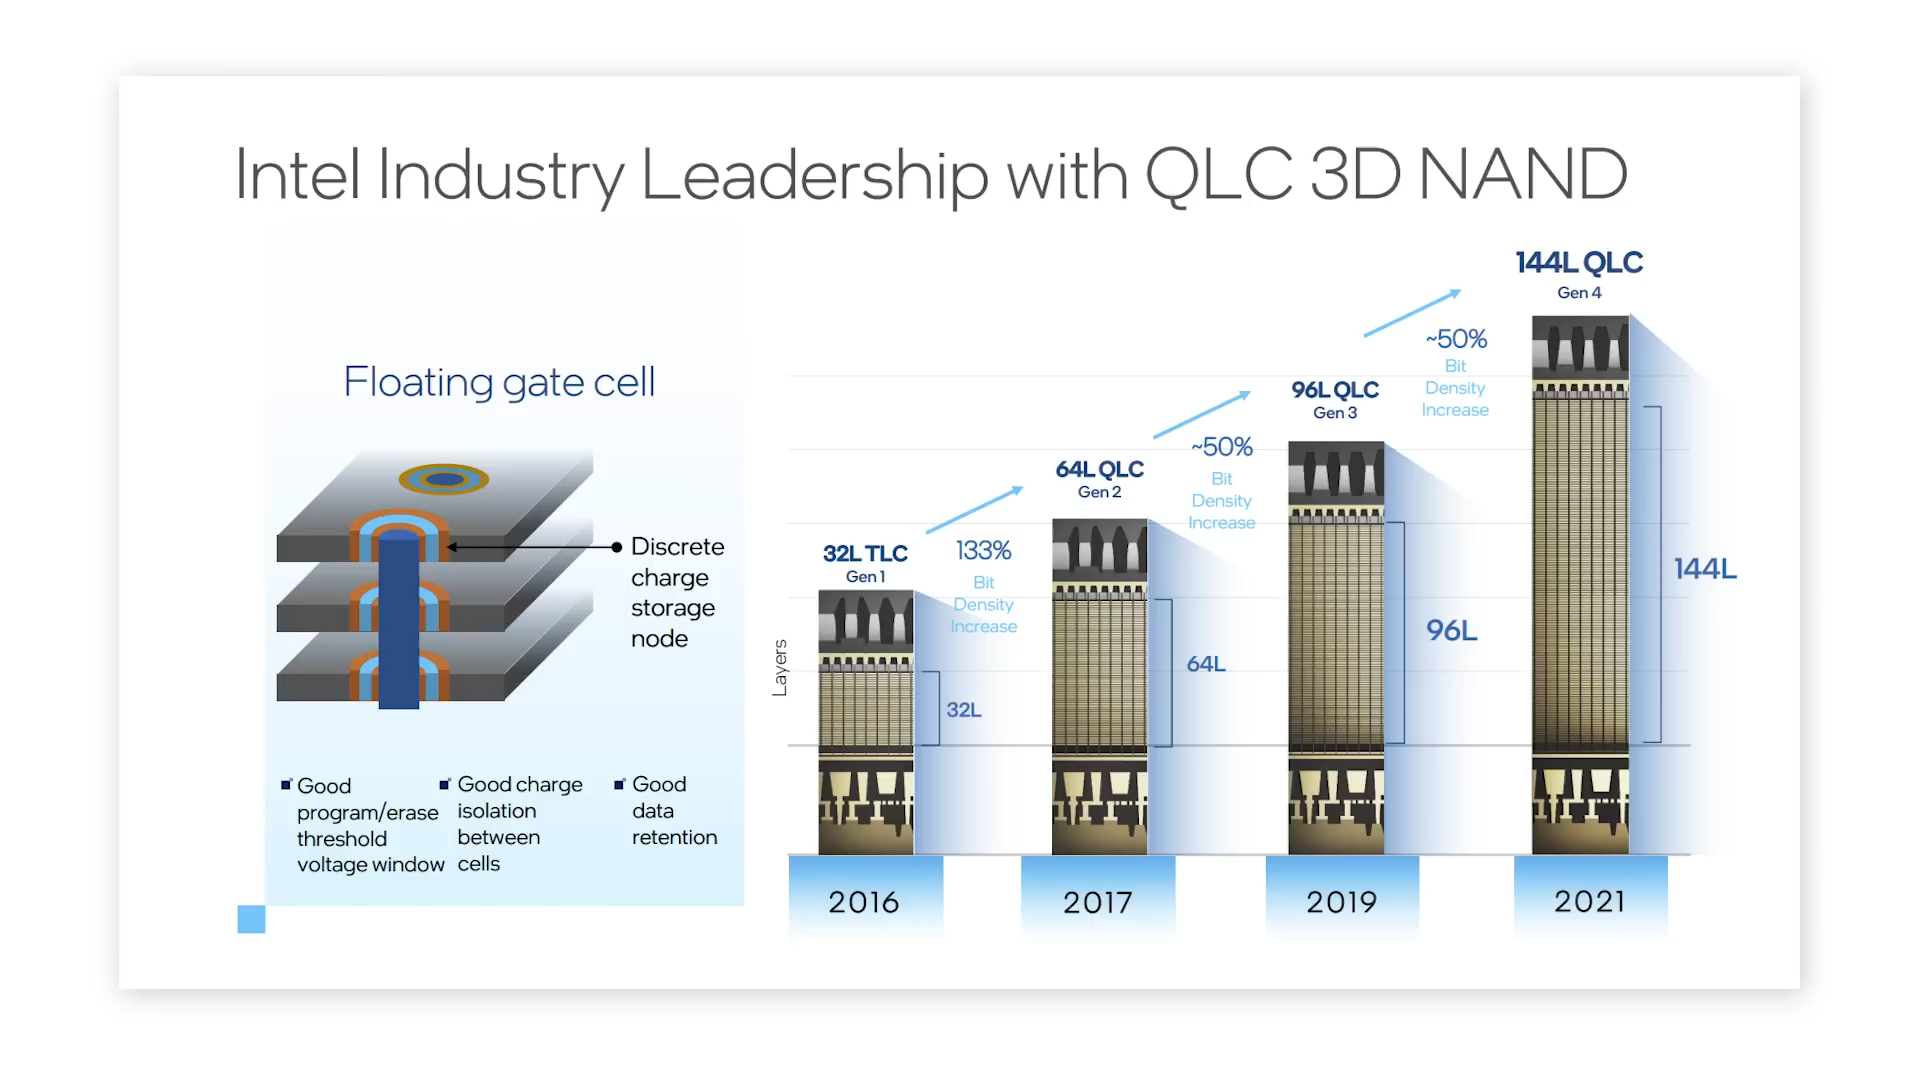 Intel Industry Leadership with QLC 3D NAND
Floating gate cell
Discrete
charge
storage
node
Good
program/erase
threshold
voltage window
Good charge
isolation
between
cells
Good
data
retention
Layers
32L TLC
Gen 1
32L
2016
133%
Bit
Density
Increase
64L QLC
Gen 2
64L
2017
~50%
Bit
Density
Increase
96L QLC
Gen 3
96L
2019
~50%
Bit
Density
Increase
144L QLC
Gen 4
144L
2021